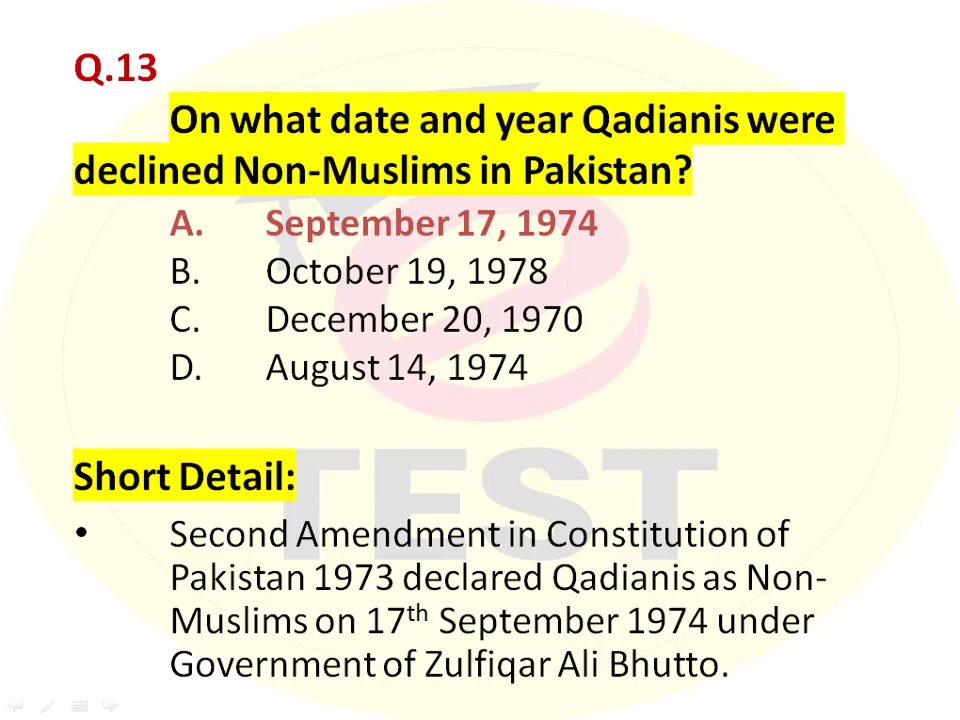 Q.13
On what date and year Qadianis were
declined Non-Muslims in Pakistan?
A. September 17, 1974
B. October 19, 1978
C. December 20, 1970
D. August 14, 1974
Short Detail:
• Second Amendment in Constitution of
Pakistan 1973 declared Qadianis as Non-
Muslims on 17th September 1974 under
Government of Zulfiqar Ali Bhutto.
e
TEST